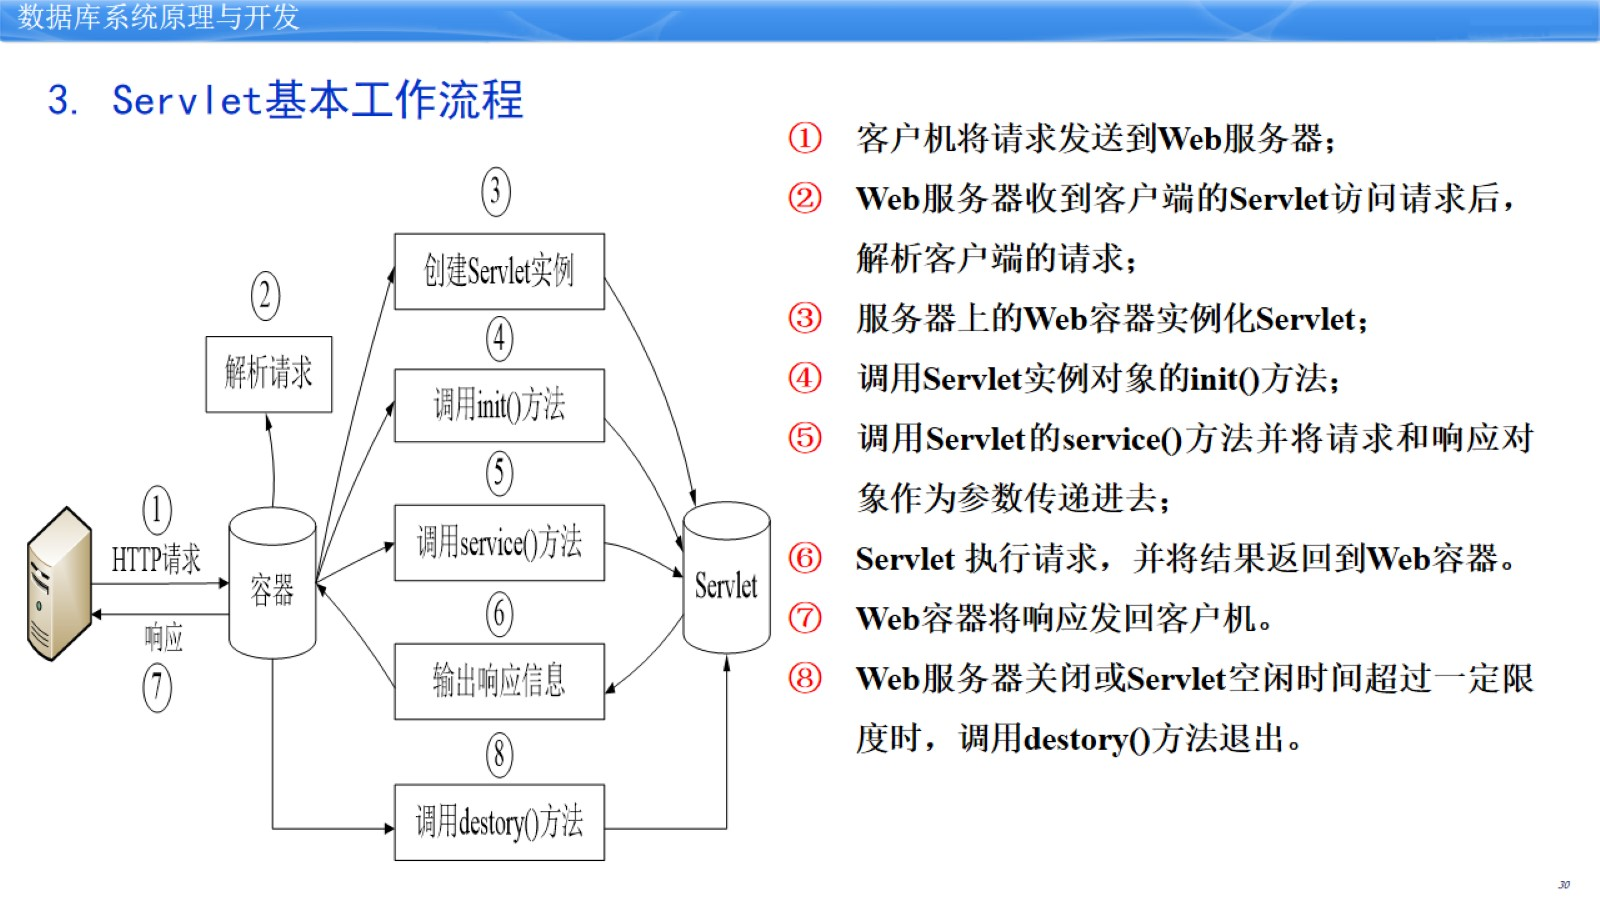 数据库系统原理与开发
3. Servlet基本工作流程
① 客户机将请求发送到Web服务器；
② Web服务器收到客户端的Servlet访问请求后，
解析客户端的请求；
③ 服务器上的Web容器实例化Servlet；
④ 调用Servlet实例对象的init()方法；
⑤ 调用Servlet的service()方法并将请求和响应对
象作为参数传递进去；
⑥ Servlet 执行请求，并将结果返回到Web容器。
⑦ Web容器将响应发回客户机。
⑧ Web服务器关闭或Servlet空闲时间超过一定限
度时，调用destory()方法退出。
③
创建Servlet实例
②
解析请求
④
调用init()方法
⑤
调用service()方法
①
HTTP请求
容器
Servlet
响应
⑦
⑥
输出响应信息
⑧
调用destory()方法
30